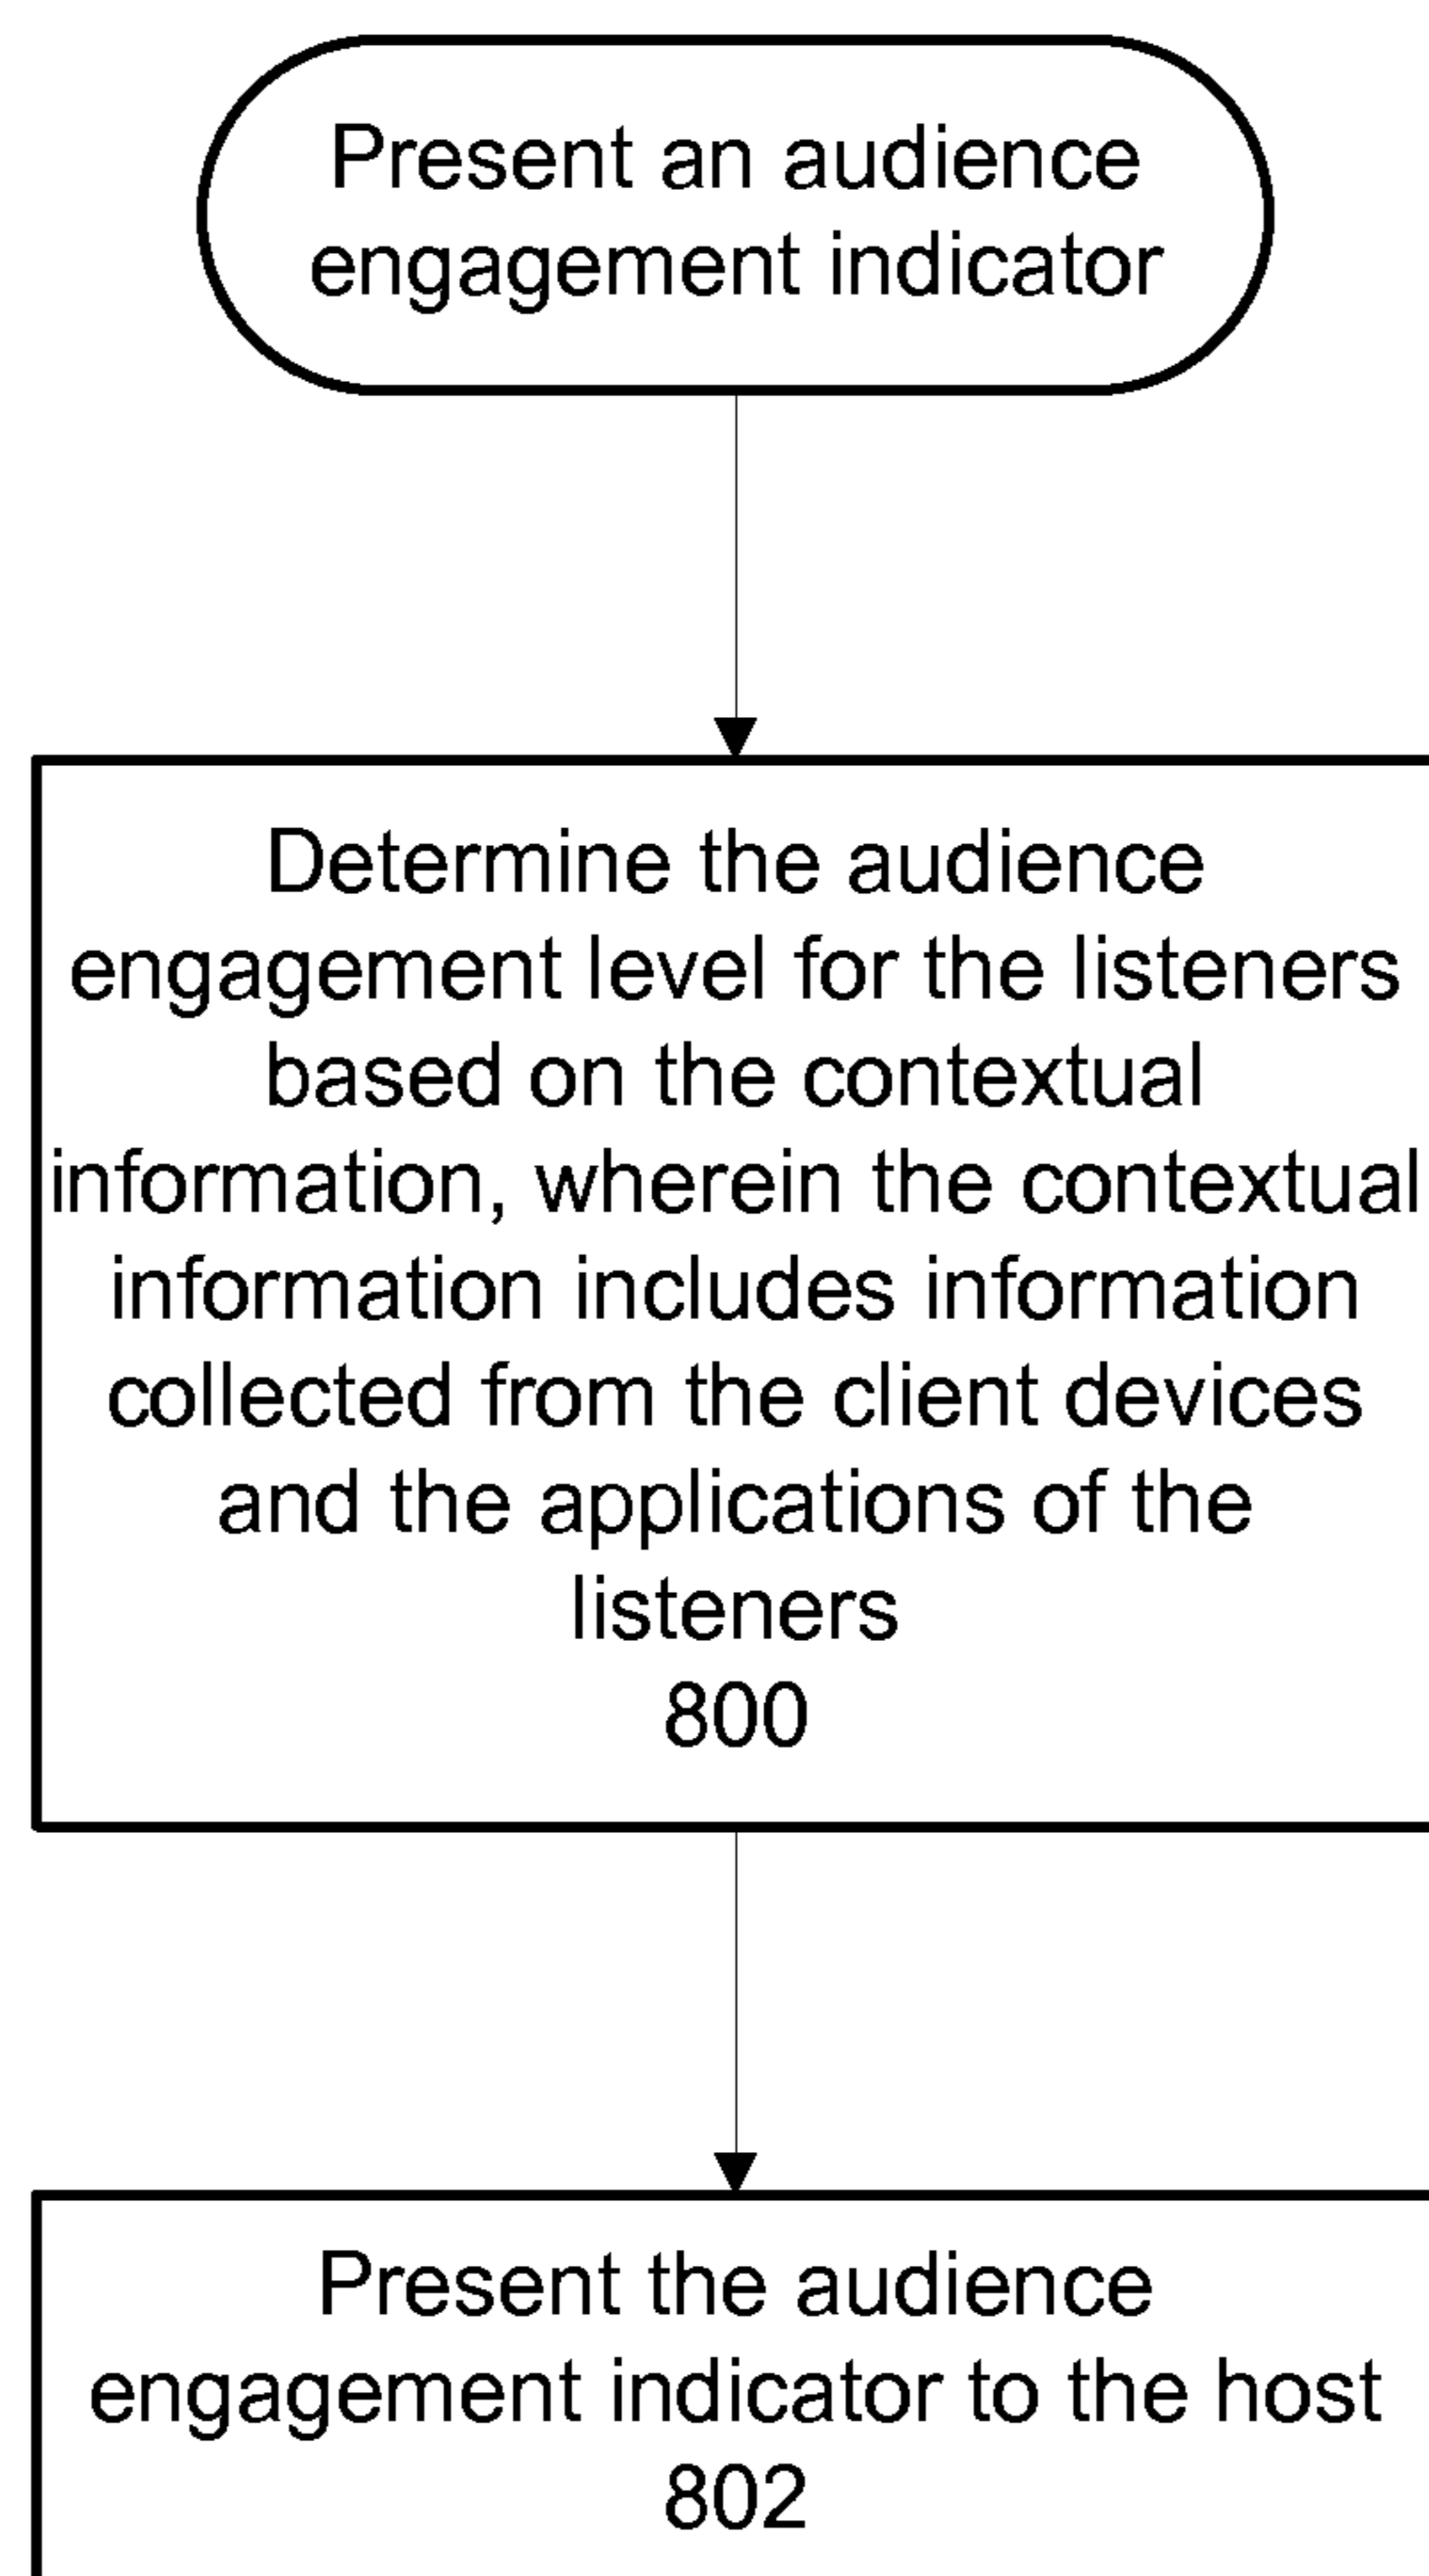 Present an audience
engagement indicator
Determine the audience
engagement level for the listeners
based on the contextual
information, wherein the contextual
information includes information
collected from the client devices
and the applications of the
listeners
800
Present the audience
engagement indicator to the host
802